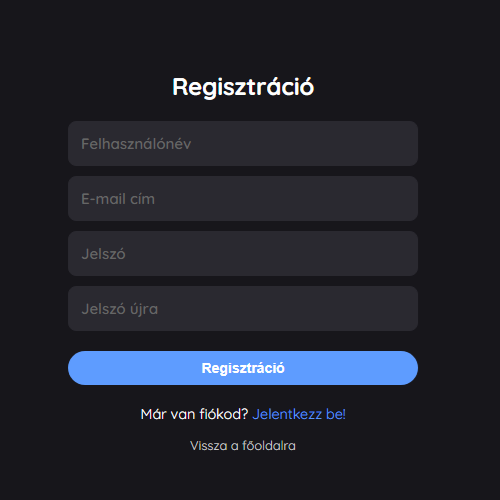 Regisztráció
Felhasználónév
E-mail cím
Jelszó
Jelszó újra
Regisztráció
Már van fiókod? Jelentkezz be!
Vissza a főoldalra